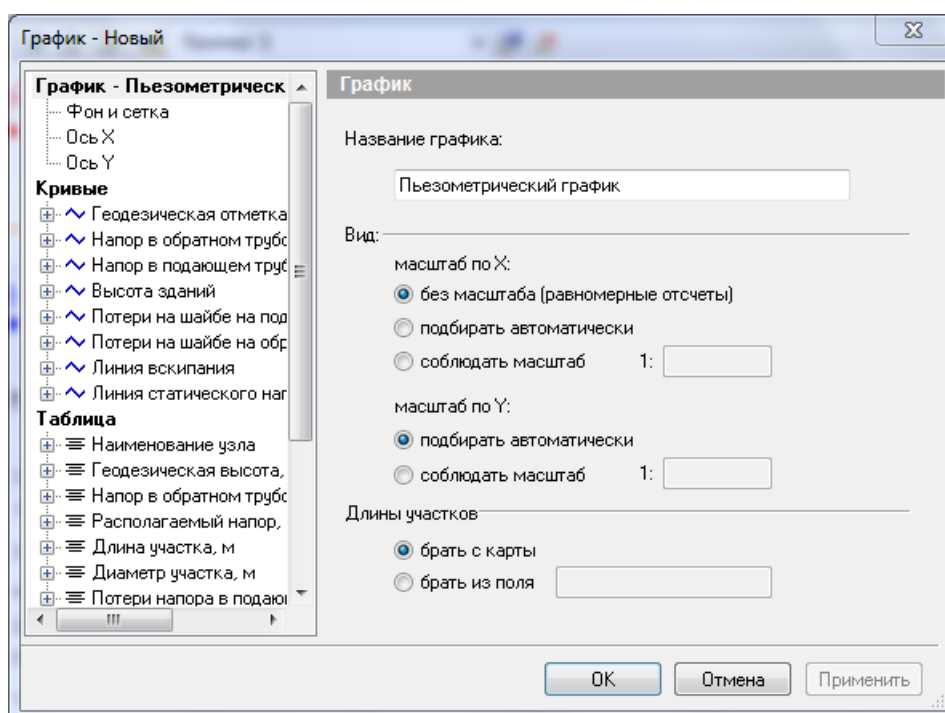 График - Новый
График - Пьезометрическ
Фон и сетка
Ось X
Ось Y
Кривые
Геодезическая отметка
Напор в обратном трубо
Напор в подающем труб
Высота зданий
Потери на шайбе на под
Потери на шайбе на обр
Линия вскипания
Линия статического нап
Таблица
Наименование узла
Геодезическая высота,
Напор в обратном трубо
Располагаемый напор,
Длина участка, м
Диаметр участка, м
Потери напора в подаю
График
Название графика:
Пьезометрический график
Вид:
масштаб по X:
без масштаба (равномерные отсчеты)
подбирать автоматически
соблюдать масштаб 1:
масштаб по Y:
подбирать автоматически
соблюдать масштаб 1:
Длины участков
брать с карты
брать из поля
OK Отмена Применить